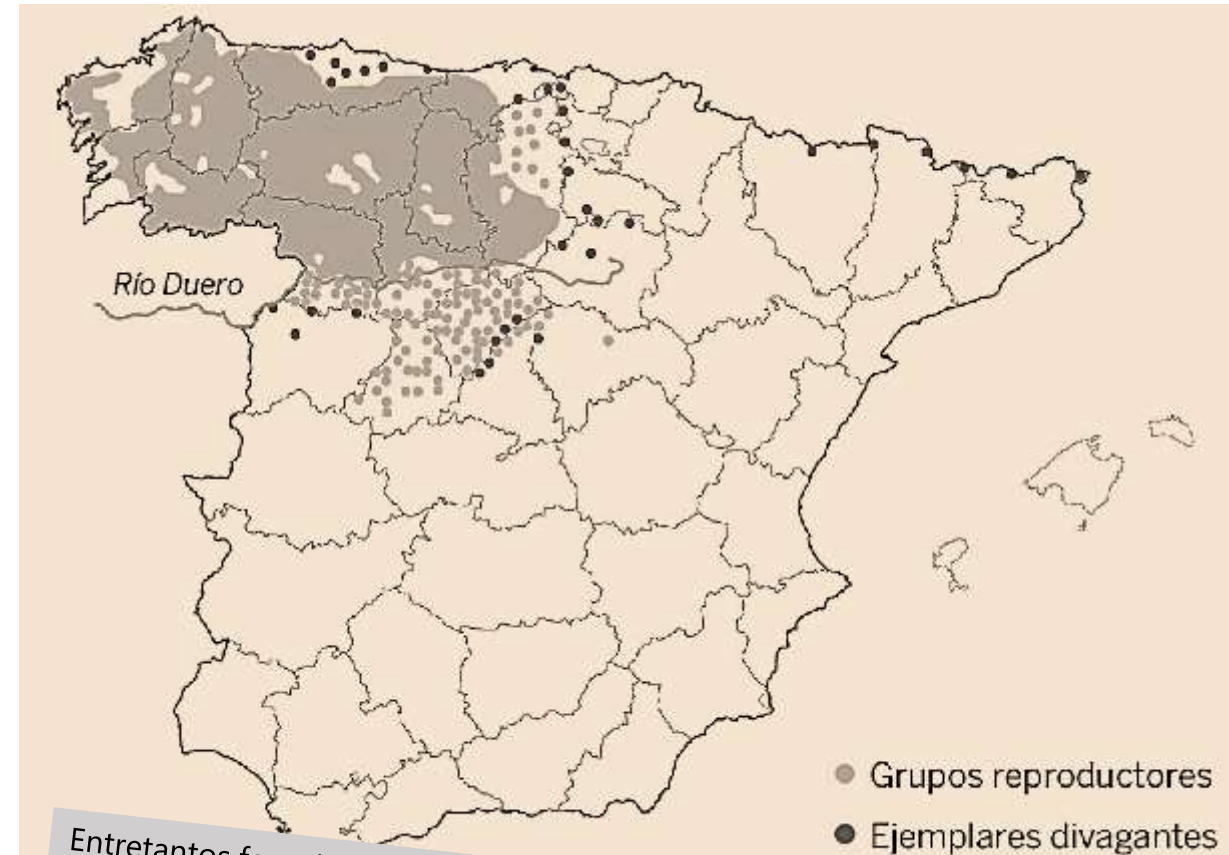 Río Duero
Grupos reproductores
Ejemplares divagantes
Entretantos